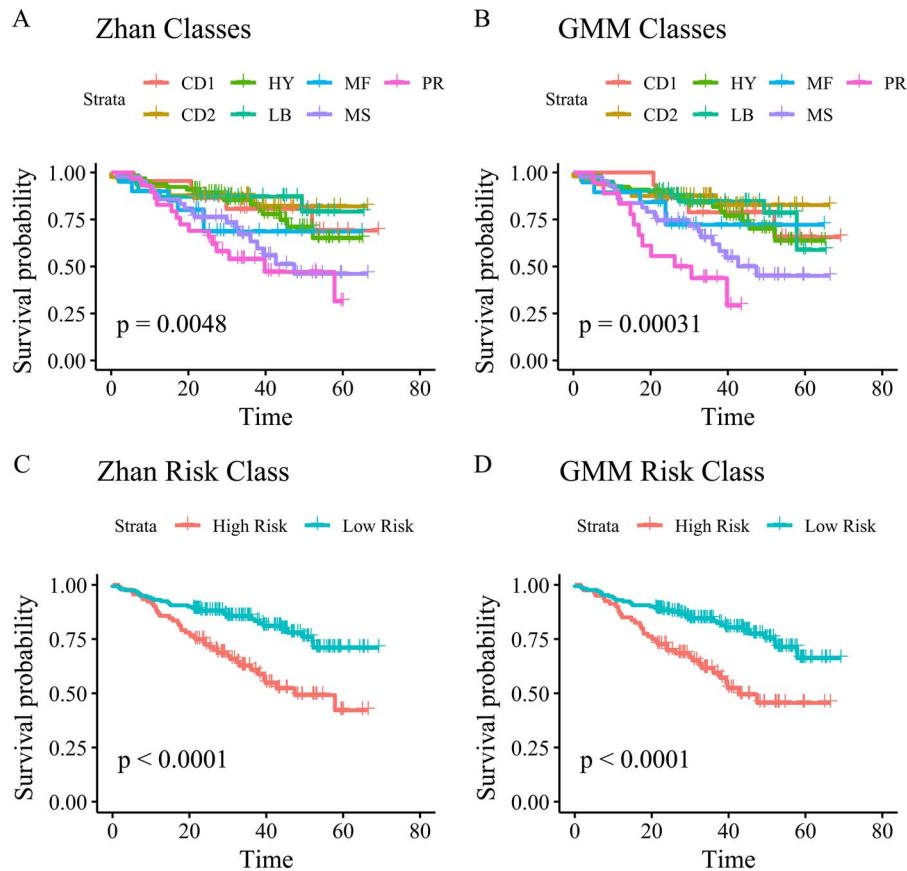 A
Zhan Classes
Strata
CD1 HY MF PR
CD2 LB MS
Survival probability
1.00
0.75
0.50
0.25
0.00
p = 0.0048
0 20 40 60 80
Time
B
GMM Classes
Strata
CD1 HY MF PR
CD2 LB MS
Survival probability
1.00
0.75
0.50
0.25
0.00
p = 0.00031
0 20 40 60 80
Time
C
Zhan Risk Class
Strata High Risk Low Risk
Survival probability
1.00
0.75
0.50
0.25
0.00
p < 0.0001
0 20 40 60 80
Time
D
GMM Risk Class
Strata High Risk Low Risk
Survival probability
1.00
0.75
0.50
0.25
0.00
p < 0.0001
0 20 40 60 80
Time